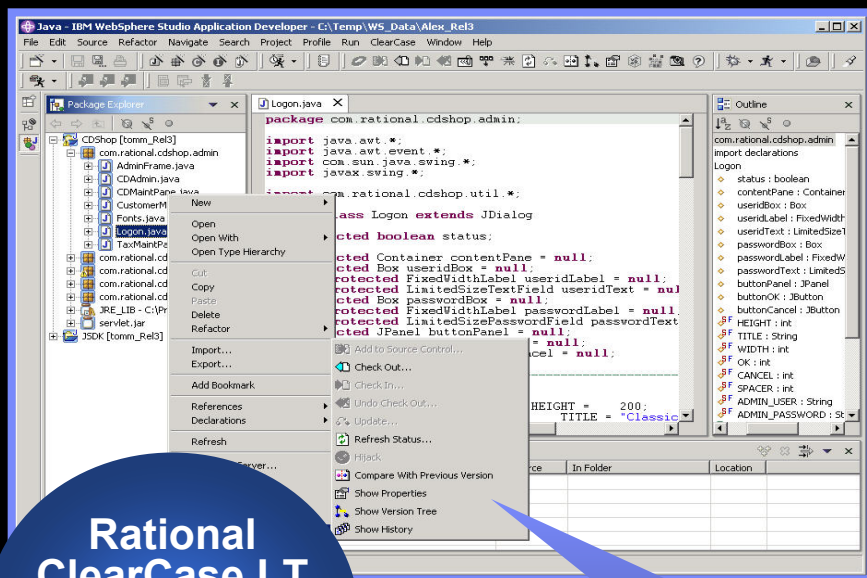 Java - IBM WebSphere Studio Application Developer - C:\Temp\WS_Data\Alex_Rel3
File Edit Source Refactor Navigate Search Project Profile Run ClearCase Window Help
Package Explorer
CDShop [tomm_Rel3]
com.rational.cdshop.admin
AdminFrame.java
CDAdmin.java
CDMaintPane.java
CustomerM
Fonts.java
Logon.java
TaxMaintPa
com.rational.cd
com.rational.cd
com.rational.cd
JRE_LIB - C:\Pr
servlet.jar
JSDK [tomm_Rel3]
New
Open
Open With
Open Type Hierarchy
Cut
Copy
Paste
Delete
Refactor
Import...
Export...
Add Bookmark
References
Declarations
Refresh
erver...
Add to Source Control...
Check Out...
Check In...
Undo Check Out...
Update...
Refresh Status...
Hijack
Compare With Previous Version
Show Properties
Show Version Tree
Show History
Logon.java
package com.rational.cdshop.admin;
import java.awt.*;
import java.awt.event.*;
import com.sun.java.swing.*;
import javax.swing.*;
import com.rational.cdshop.util.*;
lass Logon extends JDialog
cted boolean status;
cted Container contentPane = null;
cted Box useridBox = null;
rotected FixedWidthLabel useridLabel = null;
rotected LimitedSizeTextField useridText = nul
cted Box passwordBox = null;
rotected FixedWidthLabel passwordLabel = null
rotected LimitedSizePasswordField passwordText
cted JPanel buttonPanel = null;
= null;
cel = null;
HEIGHT = 200;
TITLE = "Classic
Outline
com.rational.cdshop.admin
import declarations
Logon
status : boolean
contentPane : Container
useridBox : Box
useridLabel : FixedWidth
useridText : LimitedSizeT
passwordBox : Box
passwordLabel : FixedW
passwordText : LimitedS
buttonPanel : JPanel
buttonOK : JButton
buttonCancel : JButton
HEIGHT : int
TITLE : String
WIDTH : int
OK : int
CANCEL : int
SPACER : int
ADMIN_USER : String
ADMIN_PASSWORD : St
rce In Folder Location
Rational
ClearCase LT